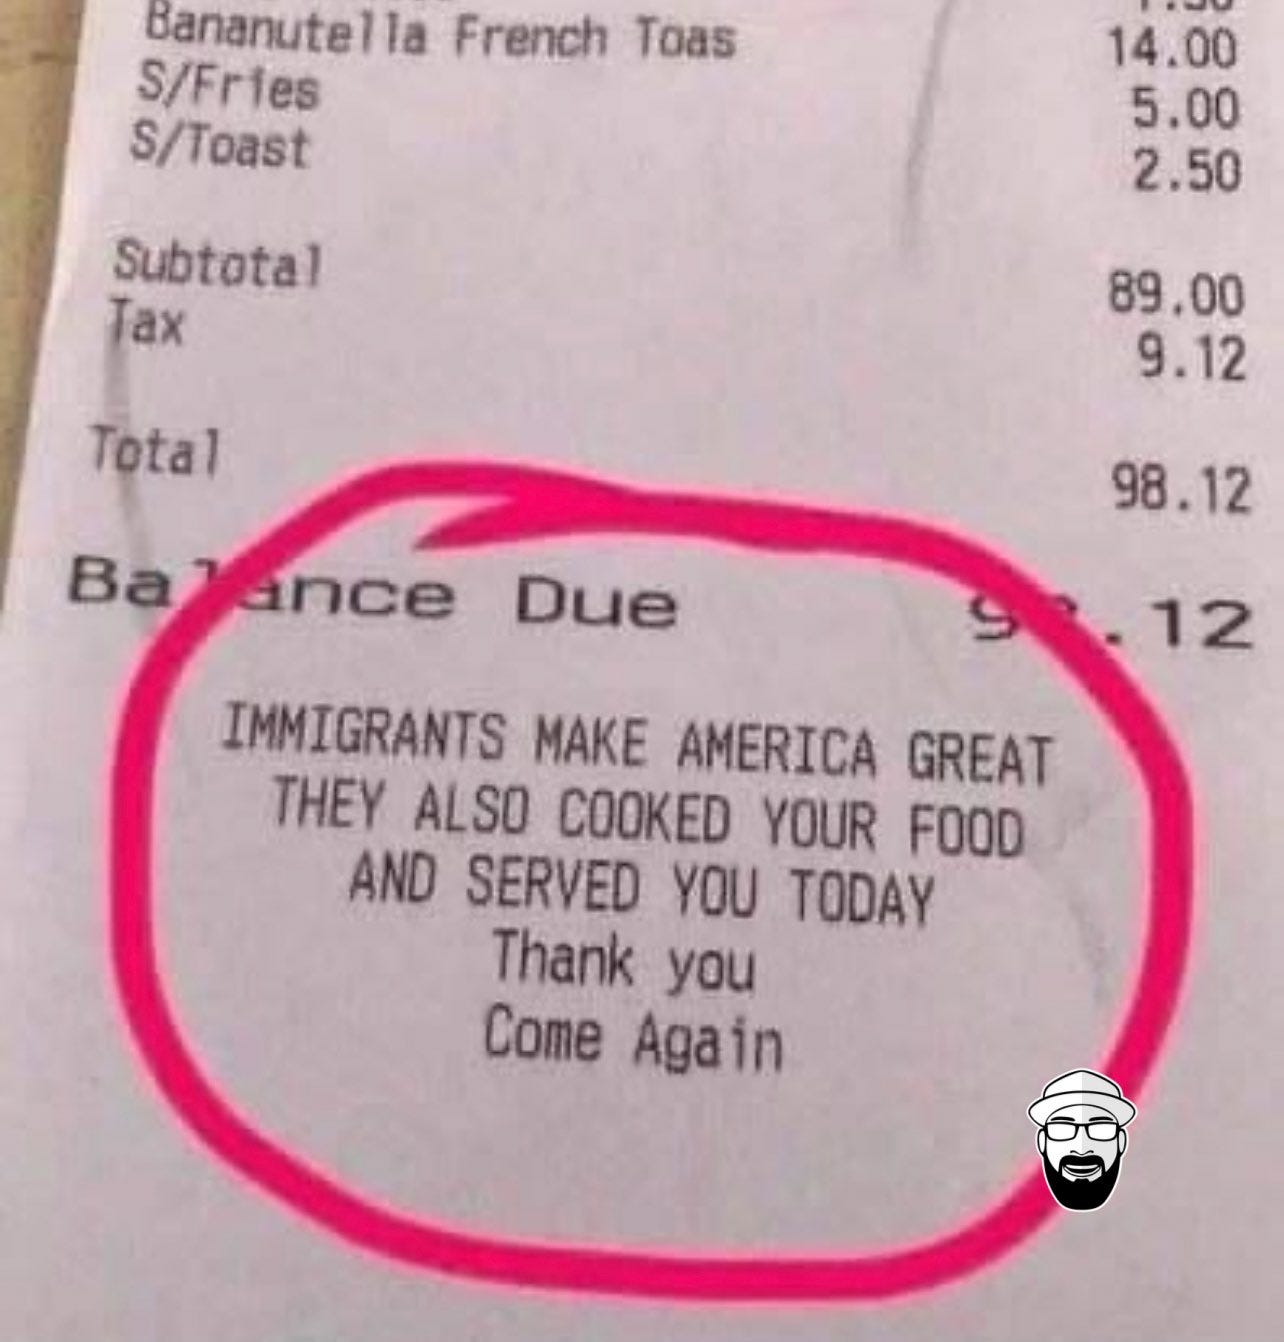 Bananutella French Toas 14.00
S/Fries 5.00
S/Toast 2.50
Subtotal 89.00
Tax 9.12
Total 98.12
Balance Due 98.12
IMMIGRANTS MAKE AMERICA GREAT
THEY ALSO COOKED YOUR FOOD
AND SERVED YOU TODAY
Thank you
Come Again